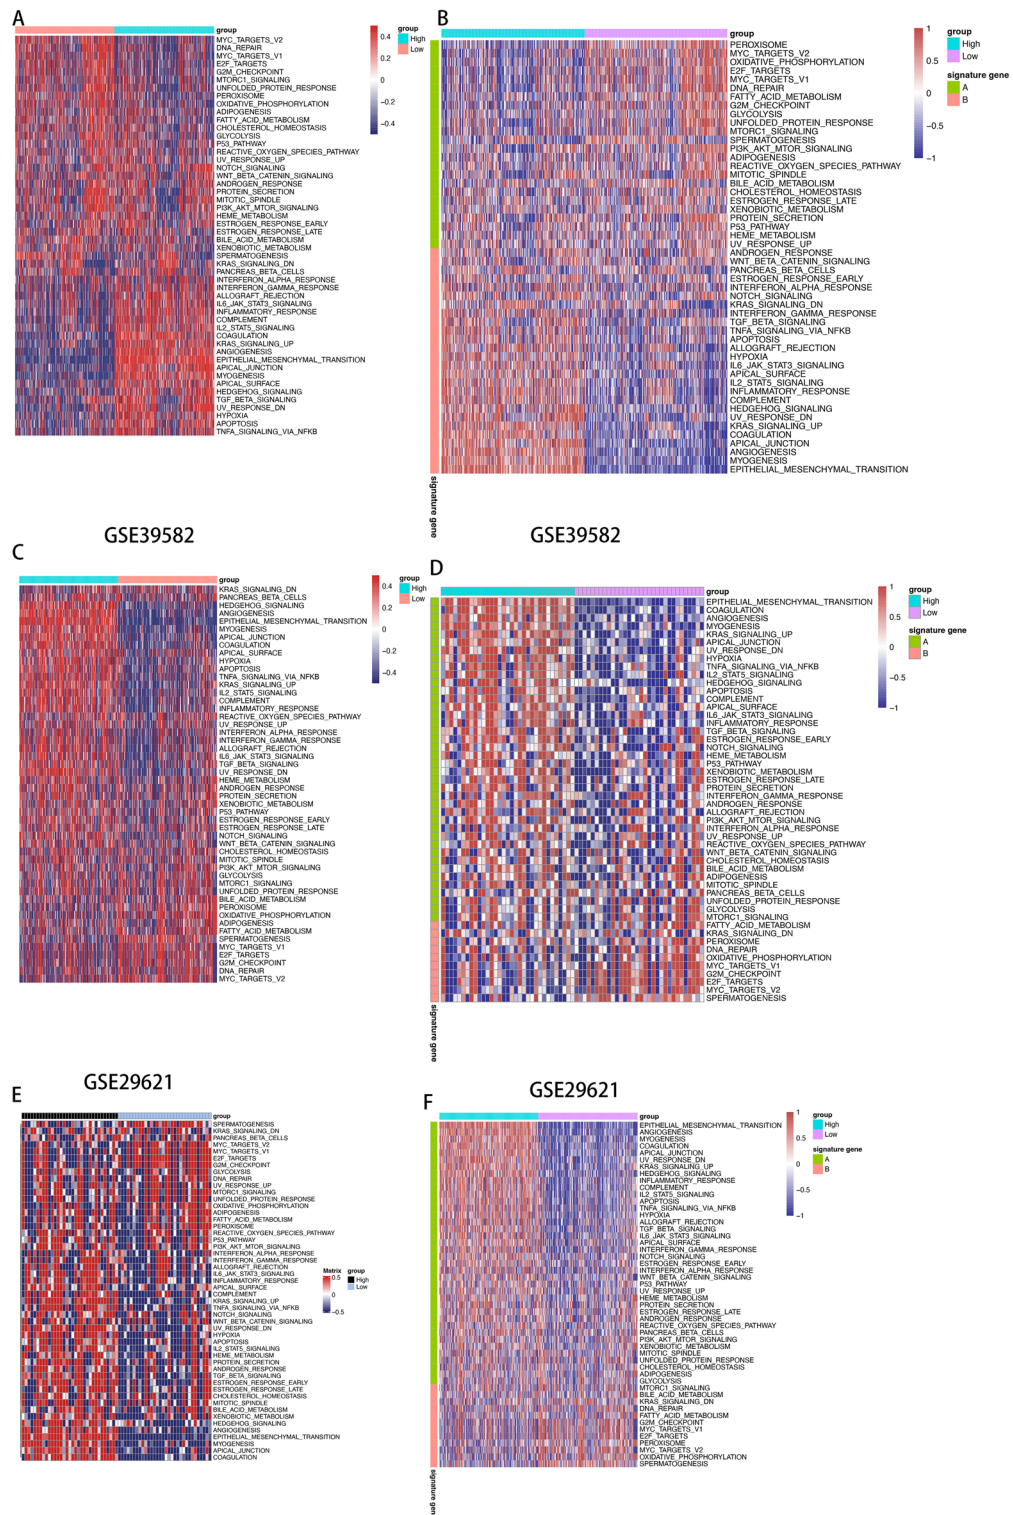 A
group
MYC_TARGETS_V2
DNA_REPAIR
MYC_TARGETS_V1
E2F_TARGETS
G2M_CHECKPOINT
MTORC1_SIGNALING
UNFOLDED_PROTEIN_RESPONSE
PEROXISOME
OXIDATIVE_PHOSPHORYLATION
ADIPOGENESIS
FATTY_ACID_METABOLISM
CHOLESTEROL_HOMEOSTASIS
GLYCOLYSIS
P53_PATHWAY
REACTIVE_OXYGEN_SPECIES_PATHWAY
UV_RESPONSE_UP
NOTCH_SIGNALING
WNT_BETA_CATENIN_SIGNALING
ANDROGEN_RESPONSE
PROTEIN_SECRETION
MITOTIC_SPINDLE
PI3K_AKT_MTOR_SIGNALING
HEME_METABOLISM
ESTROGEN_RESPONSE_EARLY
ESTROGEN_RESPONSE_LATE
BILE_ACID_METABOLISM
XENOBIOTIC_METABOLISM
SPERMATOGENESIS
KRAS_SIGNALING_DN
PANCREAS_BETA_CELLS
INTERFERON_ALPHA_RESPONSE
INTERFERON_GAMMA_RESPONSE
ALLOGRAFT_REJECTION
IL6_JAK_STAT3_SIGNALING
INFLAMMATORY_RESPONSE
COMPLEMENT
IL2_STAT5_SIGNALING
COAGULATION
KRAS_SIGNALING_UP
ANGIOGENESIS
EPITHELIAL_MESENCHYMAL_TRANSITION
APICAL_JUNCTION
MYOGENESIS
APICAL_SURFACE
HEDGEHOG_SIGNALING
TGF_BETA_SIGNALING
UV_RESPONSE_DN
HYPOXIA
APOPTOSIS
TNFA_SIGNALING_VIA_NFKB
0.4
0.2
0
−0.2
−0.4
group
High
Low
B
PEROXISOME
MYC_TARGETS_V2
OXIDATIVE_PHOSPHORYLATION
E2F_TARGETS
MYC_TARGETS_V1
DNA_REPAIR
FATTY_ACID_METABOLISM
G2M_CHECKPOINT
GLYCOLYSIS
UNFOLDED_PROTEIN_RESPONSE
MTORC1_SIGNALING
SPERMATOGENESIS
PI3K_AKT_MTOR_SIGNALING
ADIPOGENESIS
REACTIVE_OXYGEN_SPECIES_PATHWAY
MITOTIC_SPINDLE
BILE_ACID_METABOLISM
CHOLESTEROL_HOMEOSTASIS
ESTROGEN_RESPONSE_LATE
XENOBIOTIC_METABOLISM
PROTEIN_SECRETION
P53_PATHWAY
HEME_METABOLISM
UV_RESPONSE_UP
ANDROGEN_RESPONSE
WNT_BETA_CATENIN_SIGNALING
PANCREAS_BETA_CELLS
ESTROGEN_RESPONSE_EARLY
INTERFERON_ALPHA_RESPONSE
NOTCH_SIGNALING
KRAS_SIGNALING_DN
INTERFERON_GAMMA_RESPONSE
TGF_BETA_SIGNALING
TNFA_SIGNALING_VIA_NFKB
APOPTOSIS
ALLOGRAFT_REJECTION
HYPOXIA
IL6_JAK_STAT3_SIGNALING
APICAL_SURFACE
IL2_STAT5_SIGNALING
INFLAMMATORY_RESPONSE
COMPLEMENT
HEDGEHOG_SIGNALING
UV_RESPONSE_DN
KRAS_SIGNALING_UP
COAGULATION
APICAL_JUNCTION
ANGIOGENESIS
MYOGENESIS
EPITHELIAL_MESENCHYMAL_TRANSITION
signature gene
1
0.5
0
−0.5
−1
group
High
Low
signature gene
A
B
GSE39582
GSE39582
C
group
KRAS_SIGNALING_DN
PANCREAS_BETA_CELLS
HEDGEHOG_SIGNALING
ANGIOGENESIS
EPITHELIAL_MESENCHYMAL_TRANSITION
MYOGENESIS
APICAL_JUNCTION
COAGULATION
APICAL_SURFACE
HYPOXIA
APOPTOSIS
TNFA_SIGNALING_VIA_NFKB
KRAS_SIGNALING_UP
IL2_STAT5_SIGNALING
COMPLEMENT
INFLAMMATORY_RESPONSE
REACTIVE_OXYGEN_SPECIES_PATHWAY
UV_RESPONSE_UP
INTERFERON_ALPHA_RESPONSE
INTERFERON_GAMMA_RESPONSE
ALLOGRAFT_REJECTION
IL6_JAK_STAT3_SIGNALING
TGF_BETA_SIGNALING
UV_RESPONSE_DN
HEME_METABOLISM
ANDROGEN_RESPONSE
PROTEIN_SECRETION
XENOBIOTIC_METABOLISM
P53_PATHWAY
ESTROGEN_RESPONSE_EARLY
ESTROGEN_RESPONSE_LATE
NOTCH_SIGNALING
WNT_BETA_CATENIN_SIGNALING
CHOLESTEROL_HOMEOSTASIS
MITOTIC_SPINDLE
PI3K_AKT_MTOR_SIGNALING
GLYCOLYSIS
MTORC1_SIGNALING
UNFOLDED_PROTEIN_RESPONSE
BILE_ACID_METABOLISM
PEROXISOME
OXIDATIVE_PHOSPHORYLATION
ADIPOGENESIS
FATTY_ACID_METABOLISM
SPERMATOGENESIS
MYC_TARGETS_V1
E2F_TARGETS
G2M_CHECKPOINT
DNA_REPAIR
MYC_TARGETS_V2
0.4
0.2
0
−0.2
−0.4
group
High
Low
D
EPITHELIAL_MESENCHYMAL_TRANSITION
COAGULATION
ANGIOGENESIS
MYOGENESIS
KRAS_SIGNALING_UP
APICAL_JUNCTION
UV_RESPONSE_DN
HYPOXIA
TNFA_SIGNALING_VIA_NFKB
IL2_STAT5_SIGNALING
HEDGEHOG_SIGNALING
APOPTOSIS
COMPLEMENT
APICAL_SURFACE
IL6_JAK_STAT3_SIGNALING
INFLAMMATORY_RESPONSE
TGF_BETA_SIGNALING
ESTROGEN_RESPONSE_EARLY
NOTCH_SIGNALING
HEME_METABOLISM
P53_PATHWAY
XENOBIOTIC_METABOLISM
ESTROGEN_RESPONSE_LATE
PROTEIN_SECRETION
INTERFERON_GAMMA_RESPONSE
ANDROGEN_RESPONSE
ALLOGRAFT_REJECTION
PI3K_AKT_MTOR_SIGNALING
INTERFERON_ALPHA_RESPONSE
UV_RESPONSE_UP
REACTIVE_OXYGEN_SPECIES_PATHWAY
WNT_BETA_CATENIN_SIGNALING
CHOLESTEROL_HOMEOSTASIS
BILE_ACID_METABOLISM
ADIPOGENESIS
MITOTIC_SPINDLE
PANCREAS_BETA_CELLS
UNFOLDED_PROTEIN_RESPONSE
GLYCOLYSIS
MTORC1_SIGNALING
FATTY_ACID_METABOLISM
KRAS_SIGNALING_DN
PEROXISOME
DNA_REPAIR
OXIDATIVE_PHOSPHORYLATION
MYC_TARGETS_V1
G2M_CHECKPOINT
E2F_TARGETS
MYC_TARGETS_V2
SPERMATOGENESIS
signature gene
1
0.5
0
−0.5
−1
group
High
Low
signature gene
A
B
GSE29621
GSE29621
E
group
SPERMATOGENESIS
KRAS_SIGNALING_DN
PANCREAS_BETA_CELLS
MYC_TARGETS_V2
MYC_TARGETS_V1
E2F_TARGETS
G2M_CHECKPOINT
GLYCOLYSIS
DNA_REPAIR
UV_RESPONSE_UP
MTORC1_SIGNALING
UNFOLDED_PROTEIN_RESPONSE
OXIDATIVE_PHOSPHORYLATION
ADIPOGENESIS
FATTY_ACID_METABOLISM
PEROXISOME
REACTIVE_OXYGEN_SPECIES_PATHWAY
P53_PATHWAY
PI3K_AKT_MTOR_SIGNALING
INTERFERON_ALPHA_RESPONSE
INTERFERON_GAMMA_RESPONSE
ALLOGRAFT_REJECTION
IL6_JAK_STAT3_SIGNALING
INFLAMMATORY_RESPONSE
APICAL_SURFACE
COMPLEMENT
KRAS_SIGNALING_UP
TNFA_SIGNALING_VIA_NFKB
NOTCH_SIGNALING
WNT_BETA_CATENIN_SIGNALING
UV_RESPONSE_DN
HYPOXIA
APOPTOSIS
IL2_STAT5_SIGNALING
HEME_METABOLISM
PROTEIN_SECRETION
ANDROGEN_RESPONSE
TGF_BETA_SIGNALING
ESTROGEN_RESPONSE_EARLY
ESTROGEN_RESPONSE_LATE
CHOLESTEROL_HOMEOSTASIS
MITOTIC_SPINDLE
BILE_ACID_METABOLISM
XENOBIOTIC_METABOLISM
HEDGEHOG_SIGNALING
ANGIOGENESIS
EPITHELIAL_MESENCHYMAL_TRANSITION
MYOGENESIS
APICAL_JUNCTION
COAGULATION
Matrix
0.5
−0.5
group
High
Low
F
EPITHELIAL_MESENCHYMAL_TRANSITION
ANGIOGENESIS
MYOGENESIS
COAGULATION
APICAL_JUNCTION
UV_RESPONSE_DN
KRAS_SIGNALING_UP
HEDGEHOG_SIGNALING
INFLAMMATORY_RESPONSE
COMPLEMENT
IL2_STAT5_SIGNALING
APOPTOSIS
TNFA_SIGNALING_VIA_NFKB
HYPOXIA
ALLOGRAFT_REJECTION
TGF_BETA_SIGNALING
IL6_JAK_STAT3_SIGNALING
APICAL_SURFACE
INTERFERON_GAMMA_RESPONSE
NOTCH_SIGNALING
ESTROGEN_RESPONSE_EARLY
INTERFERON_ALPHA_RESPONSE
WNT_BETA_CATENIN_SIGNALING
P53_PATHWAY
UV_RESPONSE_UP
HEME_METABOLISM
PROTEIN_SECRETION
ESTROGEN_RESPONSE_LATE
ANDROGEN_RESPONSE
REACTIVE_OXYGEN_SPECIES_PATHWAY
PANCREAS_BETA_CELLS
PI3K_AKT_MTOR_SIGNALING
XENOBIOTIC_METABOLISM
MITOTIC_SPINDLE
UNFOLDED_PROTEIN_RESPONSE
CHOLESTEROL_HOMEOSTASIS
ADIPOGENESIS
GLYCOLYSIS
MTORC1_SIGNALING
BILE_ACID_METABOLISM
KRAS_SIGNALING_DN
DNA_REPAIR
FATTY_ACID_METABOLISM
G2M_CHECKPOINT
MYC_TARGETS_V1
E2F_TARGETS
PEROXISOME
MYC_TARGETS_V2
OXIDATIVE_PHOSPHORYLATION
SPERMATOGENESIS
signature gen
1
0.5
0
−0.5
−1
group
High
Low
signature gene
A
B